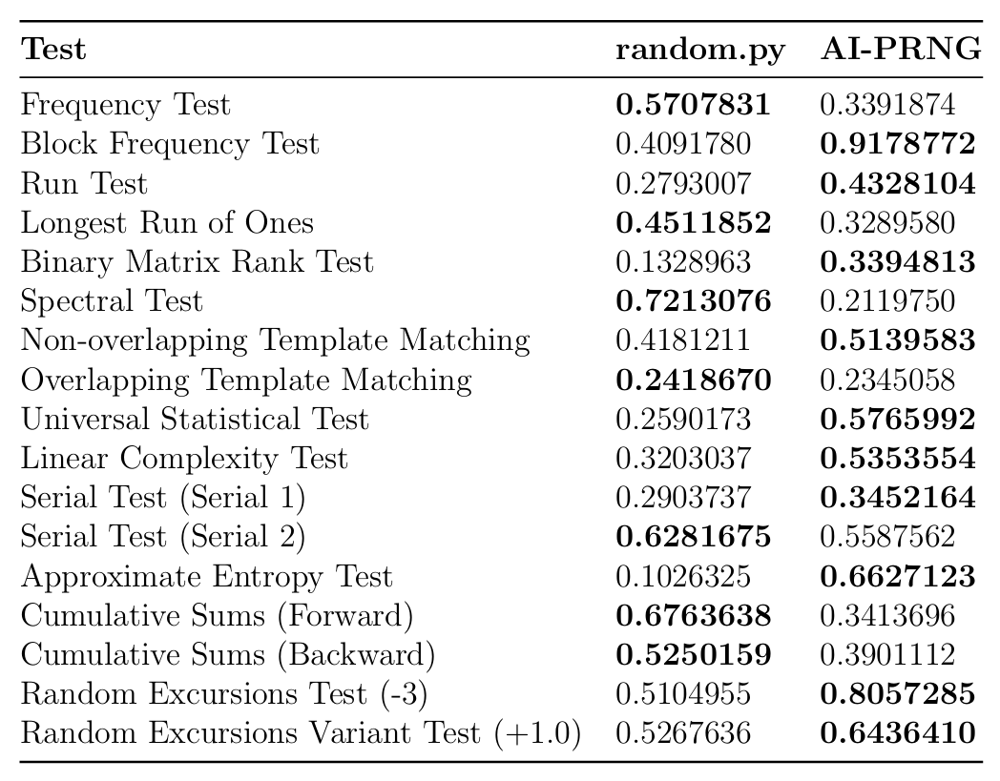 Test random.py AI-PRNG
Frequency Test 0.5707831 0.3391874
Block Frequency Test 0.4091780 0.9178772
Run Test 0.2793007 0.4328104
Longest Run of Ones 0.4511852 0.3289580
Binary Matrix Rank Test 0.1328963 0.3394813
Spectral Test 0.7213076 0.2119750
Non-overlapping Template Matching 0.4181211 0.5139583
Overlapping Template Matching 0.2418670 0.2345058
Universal Statistical Test 0.2590173 0.5765992
Linear Complexity Test 0.3203037 0.5353554
Serial Test (Serial 1) 0.2903737 0.3452164
Serial Test (Serial 2) 0.6281675 0.5587562
Approximate Entropy Test 0.1026325 0.6627123
Cumulative Sums (Forward) 0.6763638 0.3413696
Cumulative Sums (Backward) 0.5250159 0.3901112
Random Excursions Test (-3) 0.5104955 0.8057285
Random Excursions Variant Test (+1.0) 0.5267636 0.6436410